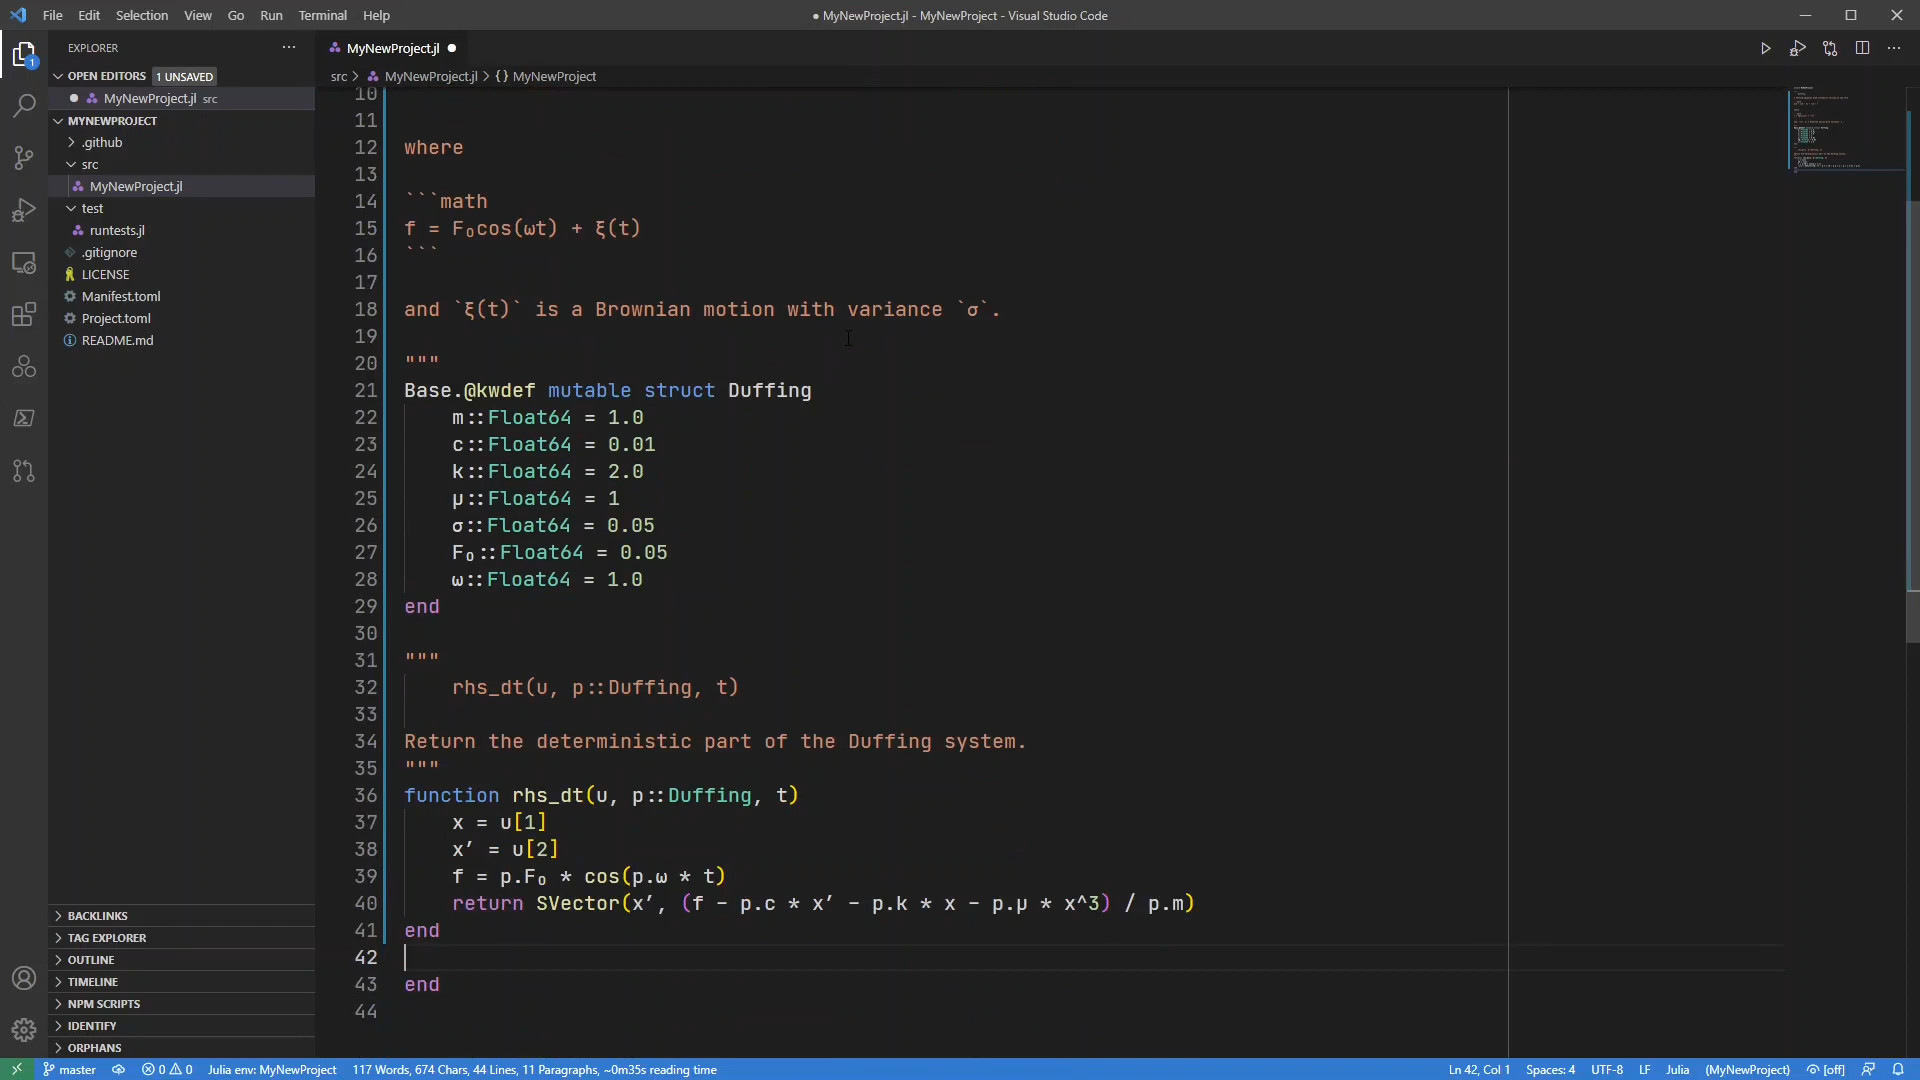 File Edit Selection View Go Run Terminal Help
● MyNewProject.jl - MyNewProject - Visual Studio Code
EXPLORER
OPEN EDITORS 1 UNSAVED
MyNewProject.jl src
MYNEWPROJECT
.github
src
MyNewProject.jl
test
runtests.jl
.gitignore
LICENSE
Manifest.toml
Project.toml
README.md
BACKLINKS
TAG EXPLORER
OUTLINE
TIMELINE
NPM SCRIPTS
IDENTIFY
ORPHANS
1
MyNewProject.jl ●
src > MyNewProject.jl > {} MyNewProject
10
11
12 where
13
14 ```math
15 f = F₀cos(ωt) + ξ(t)
16 ```
17
18 and `ξ(t)` is a Brownian motion with variance `σ`.
19
20 """
21 Base.@kwdef mutable struct Duffing
22     m::Float64 = 1.0
23     c::Float64 = 0.01
24     k::Float64 = 2.0
25     μ::Float64 = 1
26     σ::Float64 = 0.05
27     F₀::Float64 = 0.05
28     ω::Float64 = 1.0
29 end
30
31 """
32     rhs_dt(u, p::Duffing, t)
33
34 Return the deterministic part of the Duffing system.
35 """
36 function rhs_dt(u, p::Duffing, t)
37     x = u[1]
38     x′ = u[2]
39     f = p.F₀ * cos(p.ω * t)
40     return SVector(x′, (f - p.c * x′ - p.k * x - p.μ * x^3) / p.m)
41 end
42
43 end
44
master 0 0 Julia env: MyNewProject 117 Words, 674 Chars, 44 Lines, 11 Paragraphs, ~0m35s reading time Ln 42, Col 1 Spaces: 4 UTF-8 LF Julia (MyNewProject) [off]